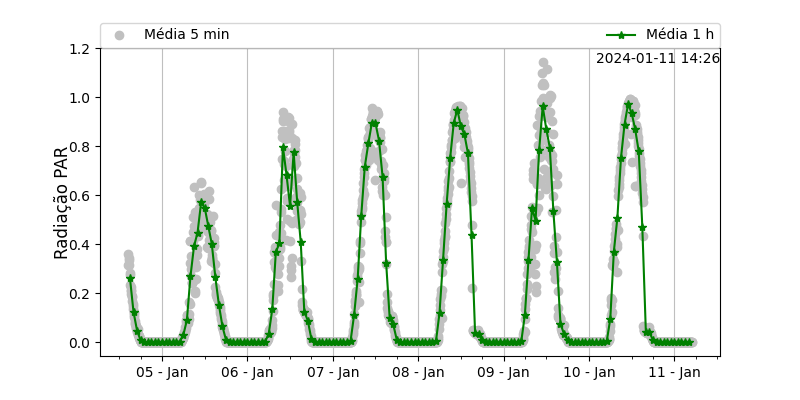 Média 5 min
Média 1 h
2024-01-11 14:26
Radiação PAR
1.2
1.0
0.8
0.6
0.4
0.2
0.0
05 - Jan
06 - Jan
07 - Jan
08 - Jan
09 - Jan
10 - Jan
11 - Jan